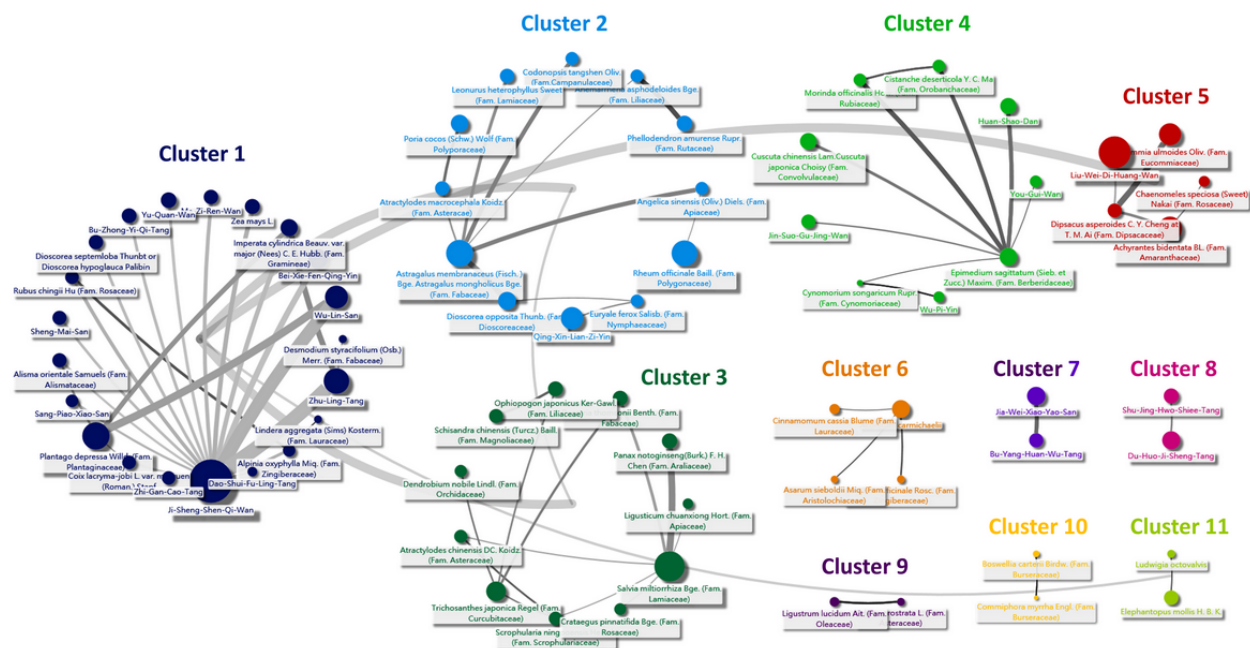 Cluster 1
Yu-Quan-Wan
Zi-Ren-Wan
Zea mays L.
Bu-Zhong-Yi-Qi-Tang
Imperata cylindrica Beauv. var.
major (Nees) C. E. Hubb. (Fam.
Gramineae)
Dioscorea septemloba Thunbt or
Dioscorea hypoglauca Palibin
Bei-Xie-Fen-Qing-Yin
Rubus chingii Hu (Fam. Rosaceae)
Wu-Lin-San
Sheng-Mai-San
Desmodium styracifolium (Osb.)
Merr. (Fam. Fabaceae)
Alisma orientale Samuels (Fam.
Alismataceae)
Zhu-Ling-Tang
Sang-Piao-Xiao-San
Lindera aggregata (Sims) Kosterm.
(Fam. Lauraceae)
Plantago depressa Willd. (Fam.
Plantaginaceae)
Alpinia oxyphylla Miq. (Fam.
Zingiberaceae)
Coix lacryma-jobi L. var.
(Roman.) Stapf
Zhi-Gan-Cao-Tang
Dao-Shui-Fu-Ling-Tang
Ji-Sheng-Shen-Qi-Wan
Cluster 2
Codonopsis tangshen Oliv.
(Fam.Campanulaceae)
Leonurus heterophyllus Sweet
(Fam. Lamiaceae)
asphodeloides Bge.
(Fam. Liliaceae)
Poria cocos (Schw.) Wolf (Fam.
Polyporaceae)
Phellodendron amurense Rupr.
(Fam. Rutaceae)
Atractylodes macrocephala Koidz.
(Fam. Asteraceae)
Angelica sinensis (Oliv.) Diels. (Fam.
Apiaceae)
Astragalus membranaceus (Fisch.)
Bge. Astragalus mongholicus Bge.
(Fam. Fabaceae)
Rheum officinale Baill. (Fam.
Polygonaceae)
Dioscorea opposita Thunb. (Fam.
Dioscoreaceae)
Euryale ferox Salisb. (Fam.
Nymphaeaceae)
Qing-Xin-Lian-Zi-Yin
Cluster 3
Ophiopogon japonicus Ker-Gawl.
(Fam. Liliaceae)
Benth. (Fam.
Fabaceae)
Schisandra chinensis (Turcz.) Baill.
(Fam. Magnoliaceae)
Panax notoginseng(Burk.) F. H.
Chen (Fam. Araliaceae)
Dendrobium nobile Lindl. (Fam.
Orchidaceae)
Ligusticum chuanxiong Hort. (Fam.
Apiaceae)
Atractylodes chinensis DC. Koidz.
(Fam. Asteraceae)
Salvia miltiorrhiza Bge. (Fam.
Lamiaceae)
Trichosanthes japonica Regel (Fam.
Curcubitaceae)
Crataegus pinnatifida Bge. (Fam.
Rosaceae)
Scrophularia ning
(Fam. Scrophulariaceae)
Cluster 4
Cistanche deserticola Y. C. Ma
(Fam. Orobanchaceae)
Morinda officinalis
Rubiaceae)
Huan-Shao-Dan
Cuscuta chinensis Lam.Cuscuta
japonica Choisy (Fam.
Convolvulaceae)
You-Gui-Wan
Jin-Suo-Gu-Jing-Wan
Epimedium sagittatum (Sieb. et
Zucc.) Maxim. (Fam. Berberidaceae)
Cynomorium songaricum Rupr.
(Fam. Cynomoriaceae)
Wu-Pi-Yin
Cluster 5
ulmoides Oliv. (Fam.
Eucommiaceae)
Liu-Wei-Di-Huang-Wan
Chaenomeles speciosa (Sweet)
Nakai (Fam. Rosaceae)
Dipsacus asperoides C. Y. Cheng at
T. M. Ai (Fam. Dipsacaceae)
Achyrantes bidentata BL. (Fam.
Amaranthaceae)
Cluster 6
Cinnamomum cassia Blume (Fam.
Lauraceae)
carmichaelii
Asarum sieboldii Miq. (Fam.
Aristolochiaceae)
Rosc. (Fam.
Cluster 7
Jia-Wei-Xiao-Yao-San
Bu-Yang-Huan-Wu-Tang
Cluster 8
Shu-Jing-Hwo-Shiee-Tang
Du-Huo-Ji-Sheng-Tang
Cluster 9
Ligustrum lucidum Ait. (Fam.
Oleaceae)
L. (Fam.
Cluster 10
Boswellia carterii Birdw. (Fam.
Burseraceae)
Commiphora myrrha Engl. (Fam.
Burseraceae)
Cluster 11
Ludwigia octovalvis
Elephantopus mollis H. B. K.